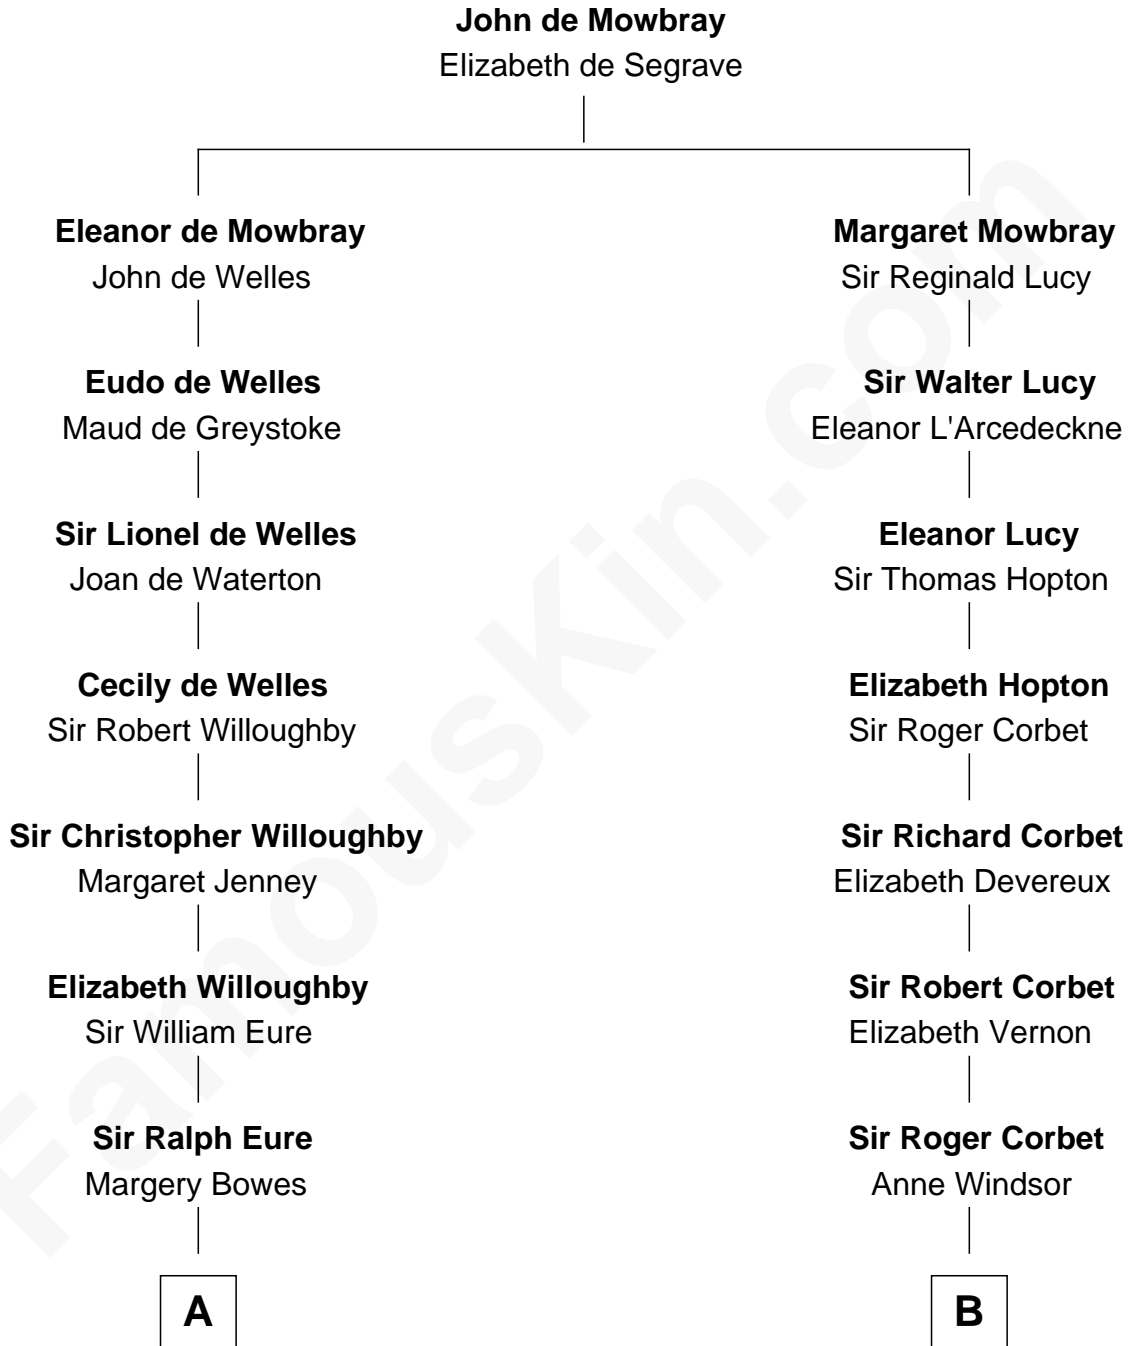 John de Mowbray
Elizabeth de Segrave
Eleanor de Mowbray
John de Welles
Margaret Mowbray
Sir Reginald Lucy
Eudo de Welles
Maud de Greystoke
Sir Walter Lucy
Eleanor L'Arcedeckne
Sir Lionel de Welles
Joan de Waterton
Eleanor Lucy
Sir Thomas Hopton
Cecily de Welles
Sir Robert Willoughby
Elizabeth Hopton
Sir Roger Corbet
Sir Christopher Willoughby
Margaret Jenney
Sir Richard Corbet
Elizabeth Devereux
Elizabeth Willoughby
Sir William Eure
Sir Robert Corbet
Elizabeth Vernon
Sir Ralph Eure
Margery Bowes
Sir Roger Corbet
Anne Windsor
A
B
FamousKin.com